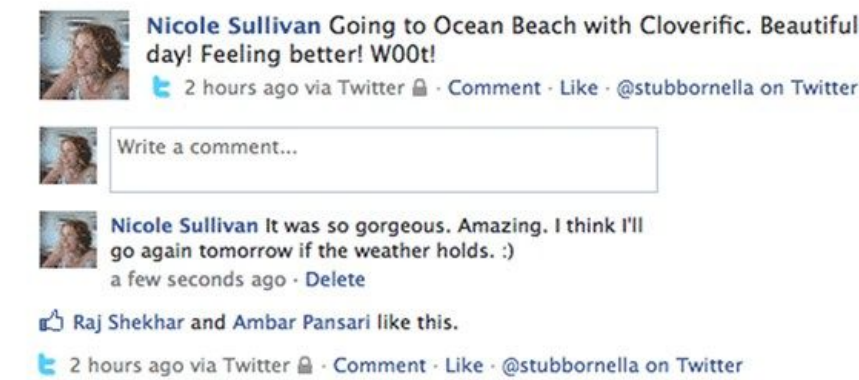 Nicole Sullivan Going to Ocean Beach with Cloverific. Beautiful
day! Feeling better! W00t!
2 hours ago via Twitter · Comment · Like · @stubbornella on Twitter
Write a comment...
Nicole Sullivan It was so gorgeous. Amazing. I think I'll
go again tomorrow if the weather holds. :)
a few seconds ago · Delete
Raj Shekhar and Ambar Pansari like this.
2 hours ago via Twitter · Comment · Like · @stubbornella on Twitter